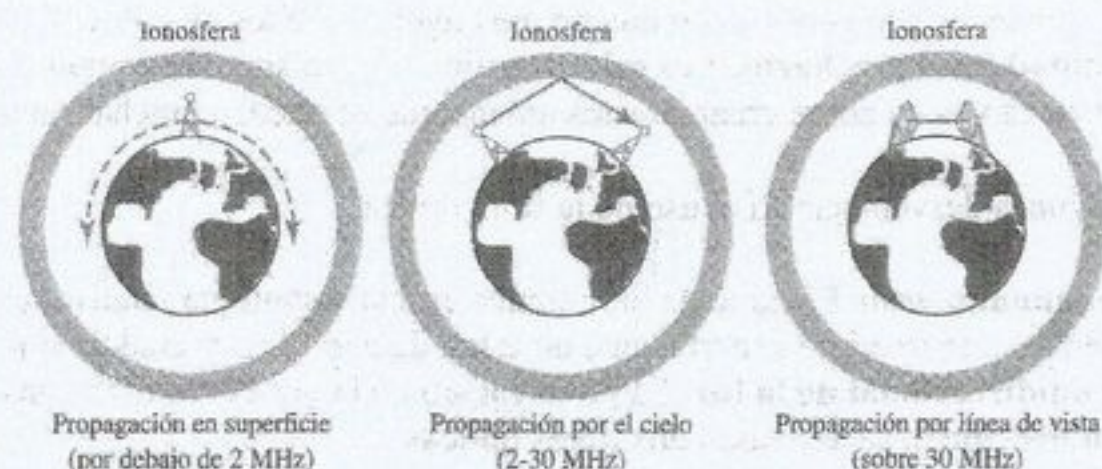 Ionosfera
Ionosfera
Ionosfera
Propagación en superficie
(por debajo de 2 MHz)
Propagación por el cielo
(2-30 MHz)
Propagación por línea de vista
(sobre 30 MHz)